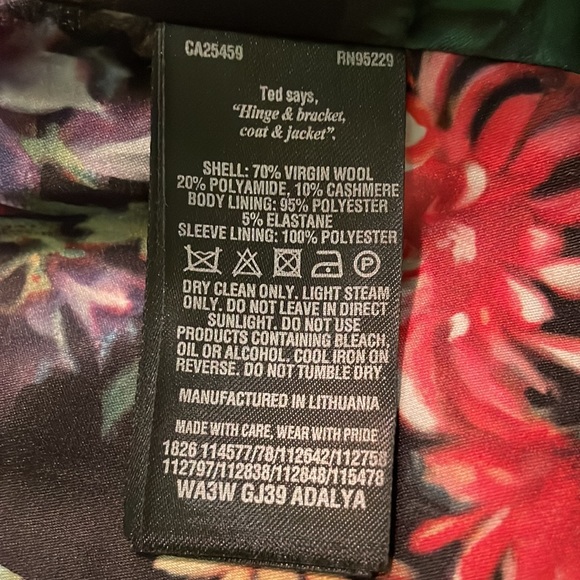 CA25459 RN95229
Ted says,
"Hinge & bracket,
coat & jacket".
SHELL: 70% VIRGIN WOOL
20% POLYAMIDE, 10% CASHMERE
BODY LINING: 95% POLYESTER
5% ELASTANE
SLEEVE LINING: 100% POLYESTER
P
DRY CLEAN ONLY. LIGHT STEAM
ONLY. DO NOT LEAVE IN DIRECT
SUNLIGHT. DO NOT USE
PRODUCTS CONTAINING BLEACH,
OIL OR ALCOHOL. COOL IRON ON
REVERSE. DO NOT TUMBLE DRY
MANUFACTURED IN LITHUANIA
MADE WITH CARE, WEAR WITH PRIDE
1826 114577/78/112642/112758
112797/112838/112848/115478
WA3W GJ39 ADALYA